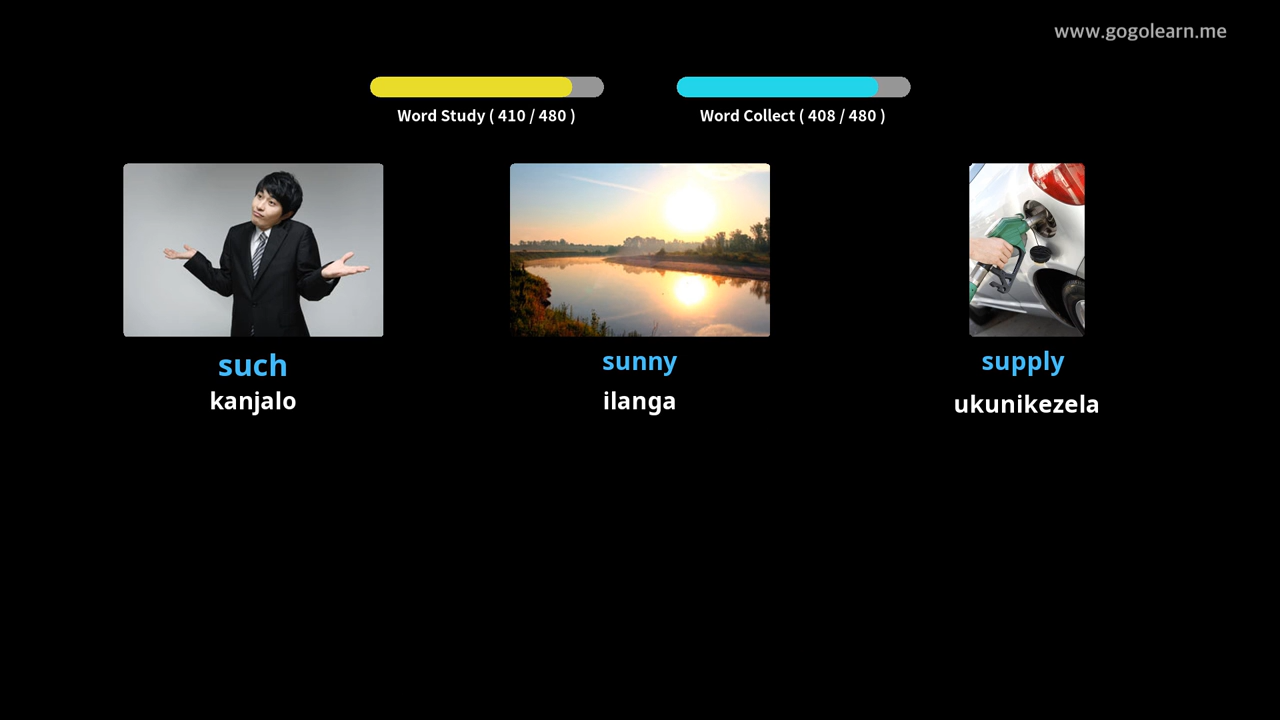 www.gogolearn.me
Word Study ( 410 / 480 )
Word Collect ( 408 / 480 )
such
kanjalo
sunny
ilanga
supply
ukunikezela